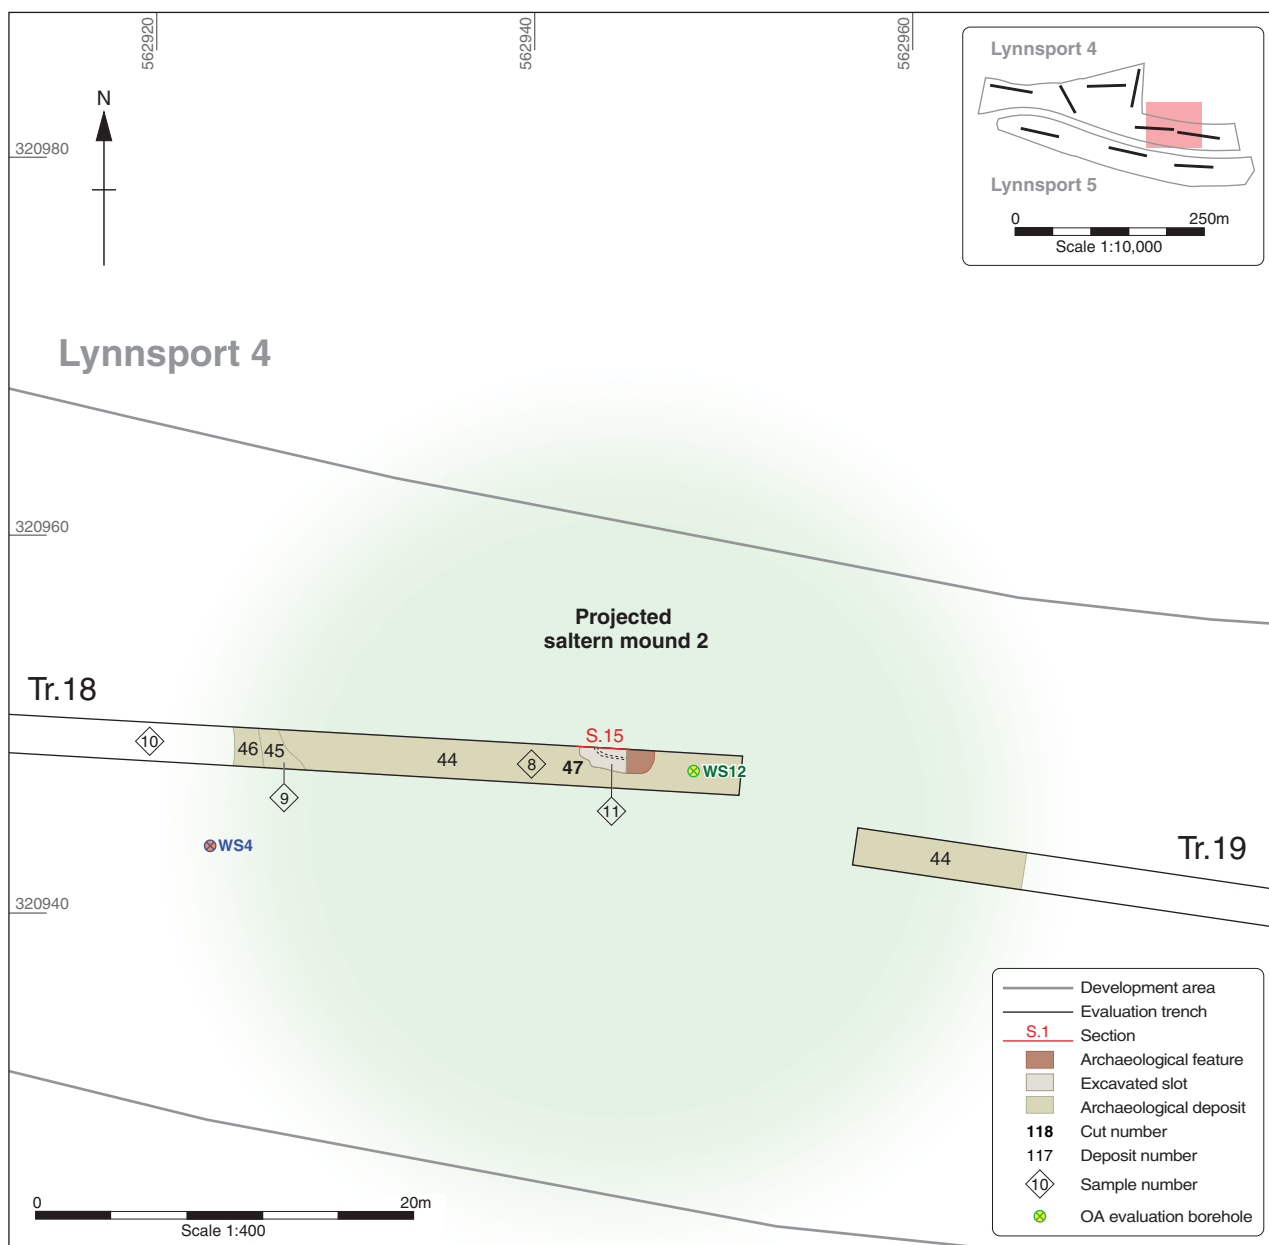 562920
562940
562960
N
320980
Lynnsport 4
Lynnsport 5
0 250m
Scale 1:10,000
Lynnsport 4
320960
Projected
saltern mound 2
Tr.18
10
46
45
9
44
8
47
S.15
11
WS12
WS4
44
Tr.19
320940
Development area
Evaluation trench
S.1 Section
Archaeological feature
Excavated slot
Archaeological deposit
118 Cut number
117 Deposit number
10 Sample number
OA evaluation borehole
0 20m
Scale 1:400